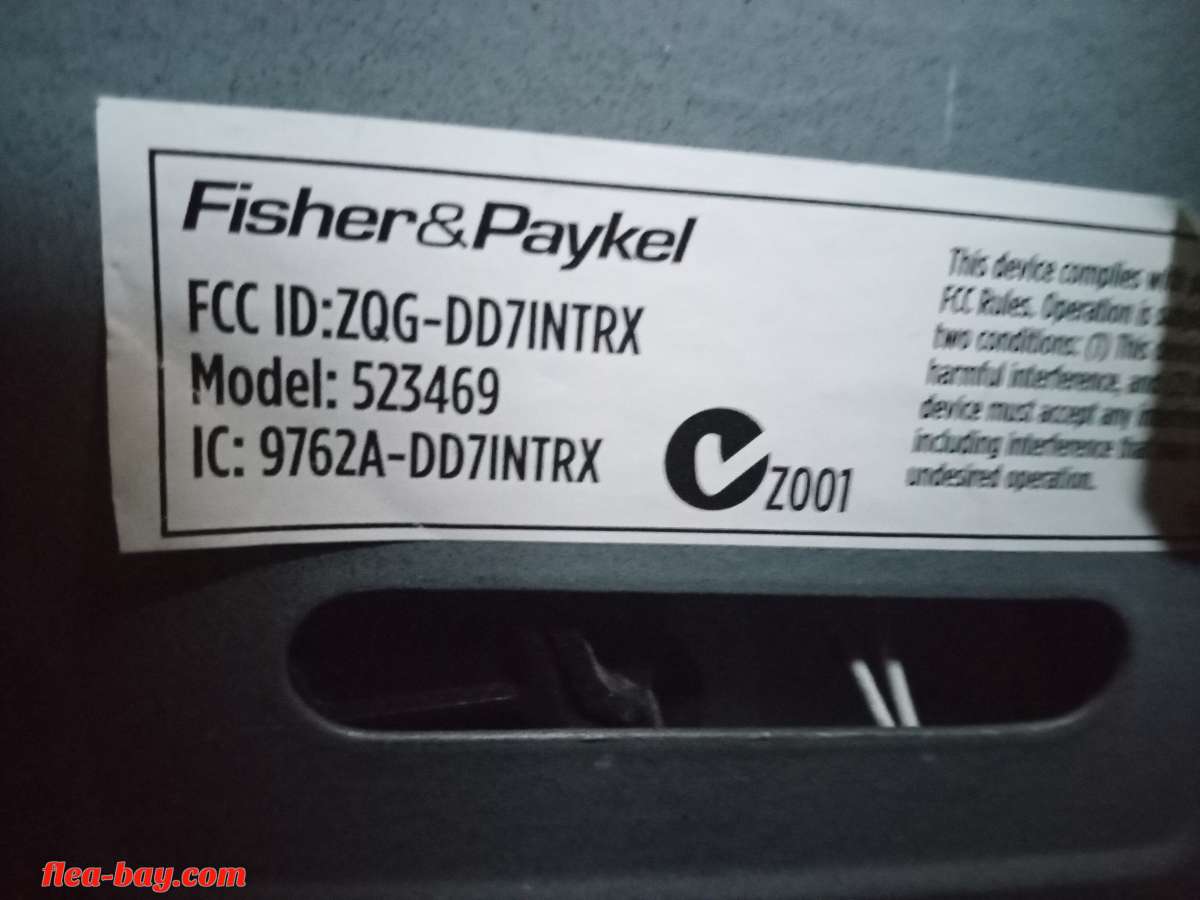 Fisher&Paykel
FCC ID:ZQG-DD7INTRX
Model: 523469
IC: 9762A-DD7INTRX
Z001
This device complies with
FCC Rules. Operation is
two conditions: (1) This
harmful interference, and
device must accept any
including interference
undesired operation.
flea-bay.com